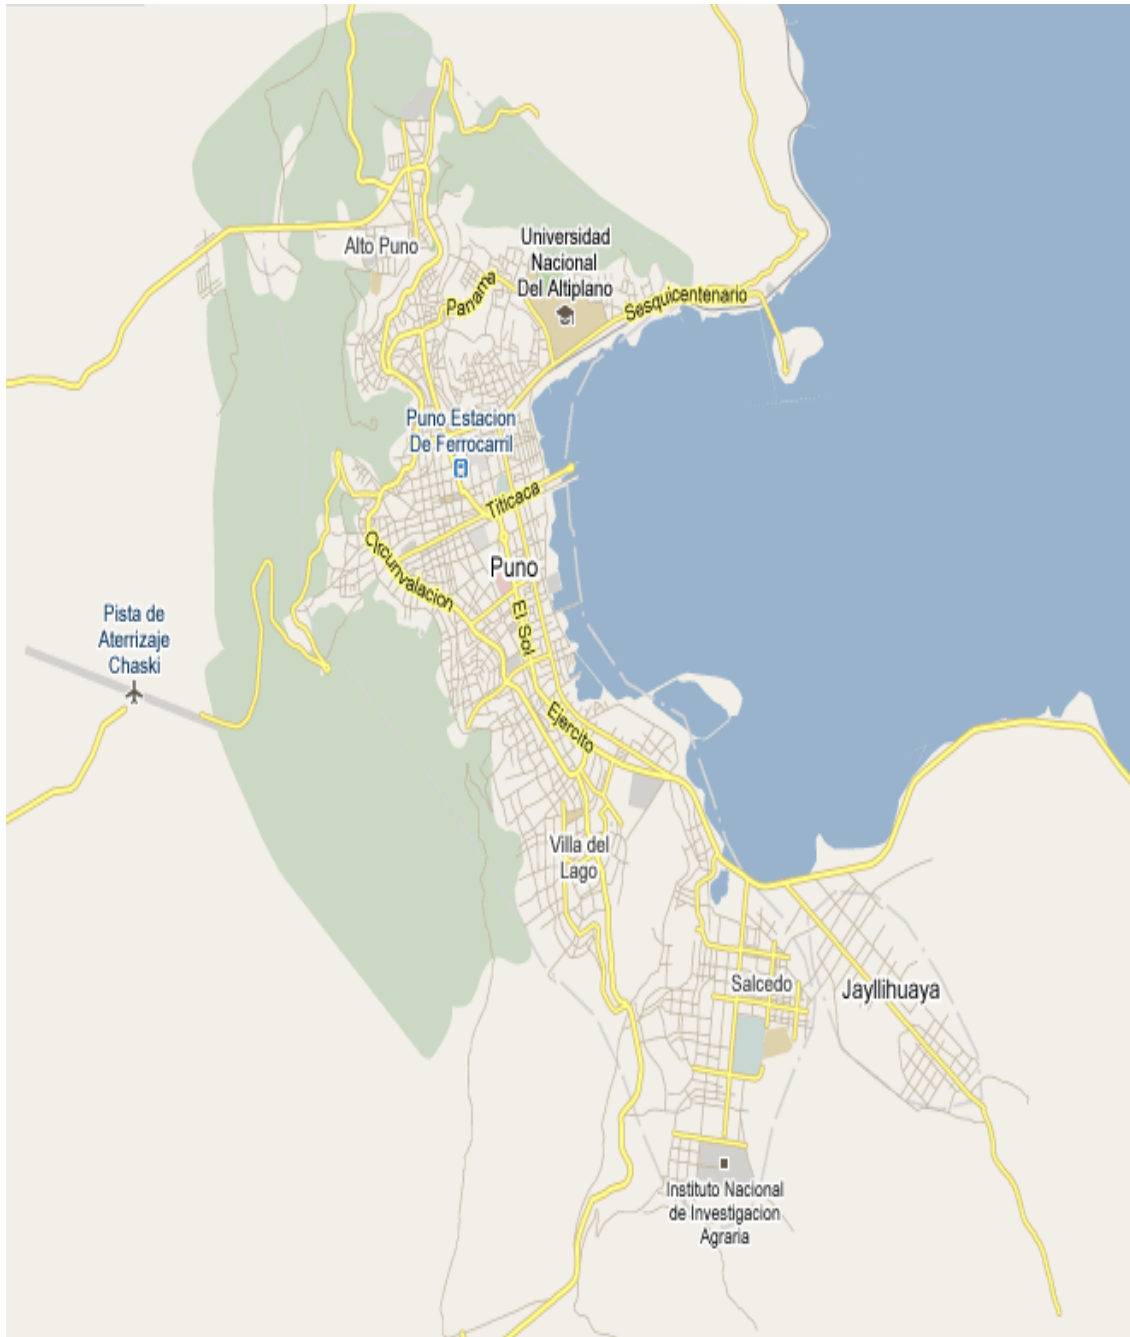 Alto Puno
Universidad
Nacional
Del Altiplano
Panama
Sesquicentenario
Puno Estacion
De Ferrocarril
Titicaca
Circunvalacion
Puno
El Sol
Pista de
Aterrizaje
Chaski
Ejercito
Villa del
Lago
Salcedo
Jayllihuaya
Instituto Nacional
de Investigacion
Agraria